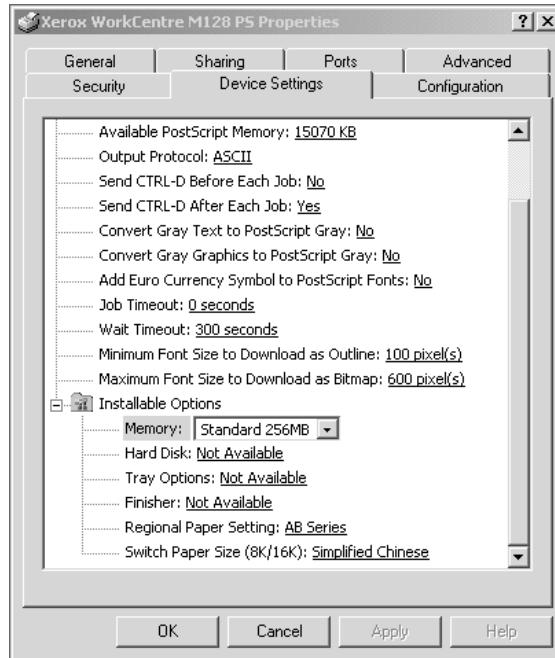 Xerox WorkCentre M128 PS Properties
General Sharing Ports Advanced
Security Device Settings Configuration
Available PostScript Memory: 15070 KB
Output Protocol: ASCII
Send CTRL-D Before Each Job: No
Send CTRL-D After Each Job: Yes
Convert Gray Text to PostScript Gray: No
Convert Gray Graphics to PostScript Gray: No
Add Euro Currency Symbol to PostScript Fonts: No
Job Timeout: 0 seconds
Wait Timeout: 300 seconds
Minimum Font Size to Download as Outline: 100 pixel(s)
Maximum Font Size to Download as Bitmap: 600 pixel(s)
Installable Options
Memory: Standard 256MB
Hard Disk: Not Available
Tray Options: Not Available
Finisher: Not Available
Regional Paper Setting: AB Series
Switch Paper Size (8K/16K): Simplified Chinese
OK Cancel Apply Help